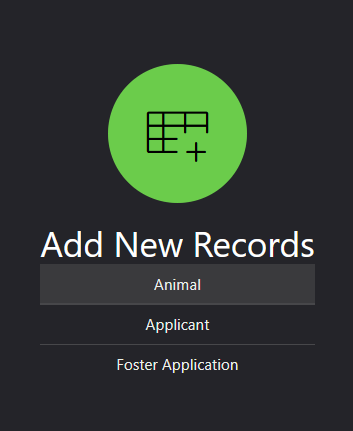 Add New Records
Animal
Applicant
Foster Application